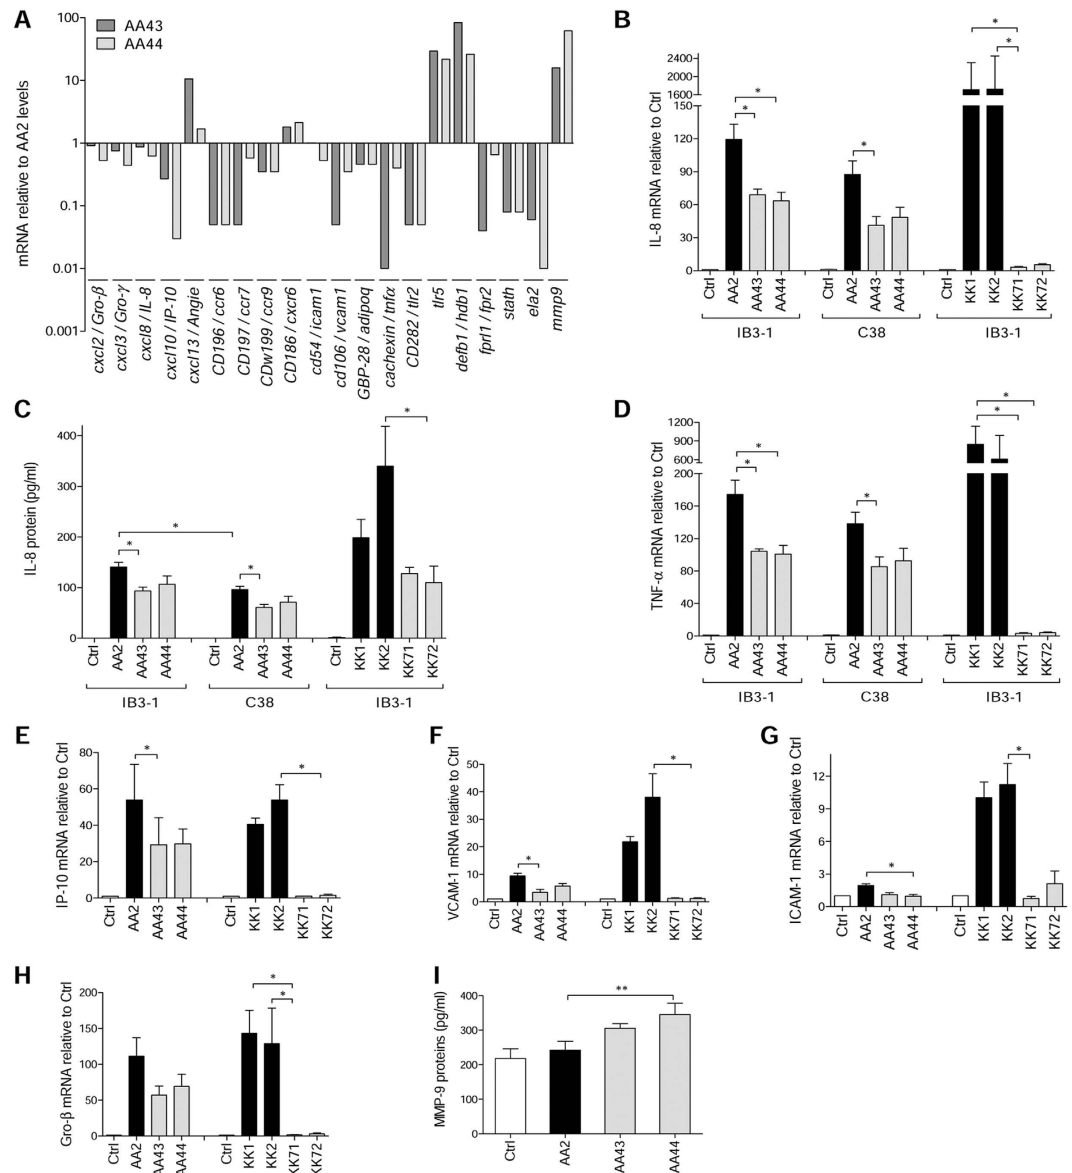 A
AA43
AA44
mRNA relative to AA2 levels
100
10
1
0.1
0.01
0.001
cxcl2 / Gro-β
cxcl3 / Gro-γ
cxcl8 / IL-8
cxcl10 / IP-10
cxcl13 / Angie
CD196 / ccr6
CD197 / ccr7
CDw199 / ccr9
CD186 / cxcr6
cd54 / icam1
cd106 / vcam1
GBP-28 / adipoq
cachexin / tnfα
CD282 / tlr2
tlr5
defb1 / hdb1
fprl1 / fpr2
stath
ela2
mmp9
B
IL-8 mRNA relative to Ctrl
2400
2000
1600
150
120
90
60
30
0
* * * * *
Ctrl AA2 AA43 AA44 Ctrl AA2 AA43 AA44 Ctrl KK1 KK2 KK71 KK72
IB3-1 C38 IB3-1
C
IL-8 protein (pg/ml)
400
300
200
100
0
* * * *
Ctrl AA2 AA43 AA44 Ctrl AA2 AA43 AA44 Ctrl KK1 KK2 KK71 KK72
IB3-1 C38 IB3-1
D
TNF-α mRNA relative to Ctrl
1200
900
600
200
160
120
80
40
0
* * * * *
Ctrl AA2 AA43 AA44 Ctrl AA2 AA43 AA44 Ctrl KK1 KK2 KK71 KK72
IB3-1 C38 IB3-1
E
IP-10 mRNA relative to Ctrl
80
60
40
20
0
* *
Ctrl AA2 AA43 AA44 Ctrl KK1 KK2 KK71 KK72
F
VCAM-1 mRNA relative to Ctrl
50
40
30
20
10
0
* *
Ctrl AA2 AA43 AA44 Ctrl KK1 KK2 KK71 KK72
G
ICAM-1 mRNA relative to Ctrl
12
9
6
3
0
* *
Ctrl AA2 AA43 AA44 Ctrl KK1 KK2 KK71 KK72
H
Gro-β mRNA relative to Ctrl
200
150
100
50
0
* *
Ctrl AA2 AA43 AA44 Ctrl KK1 KK2 KK71 KK72
I
MMP-9 proteins (pg/ml)
400
300
200
100
0
**
Ctrl AA2 AA43 AA44